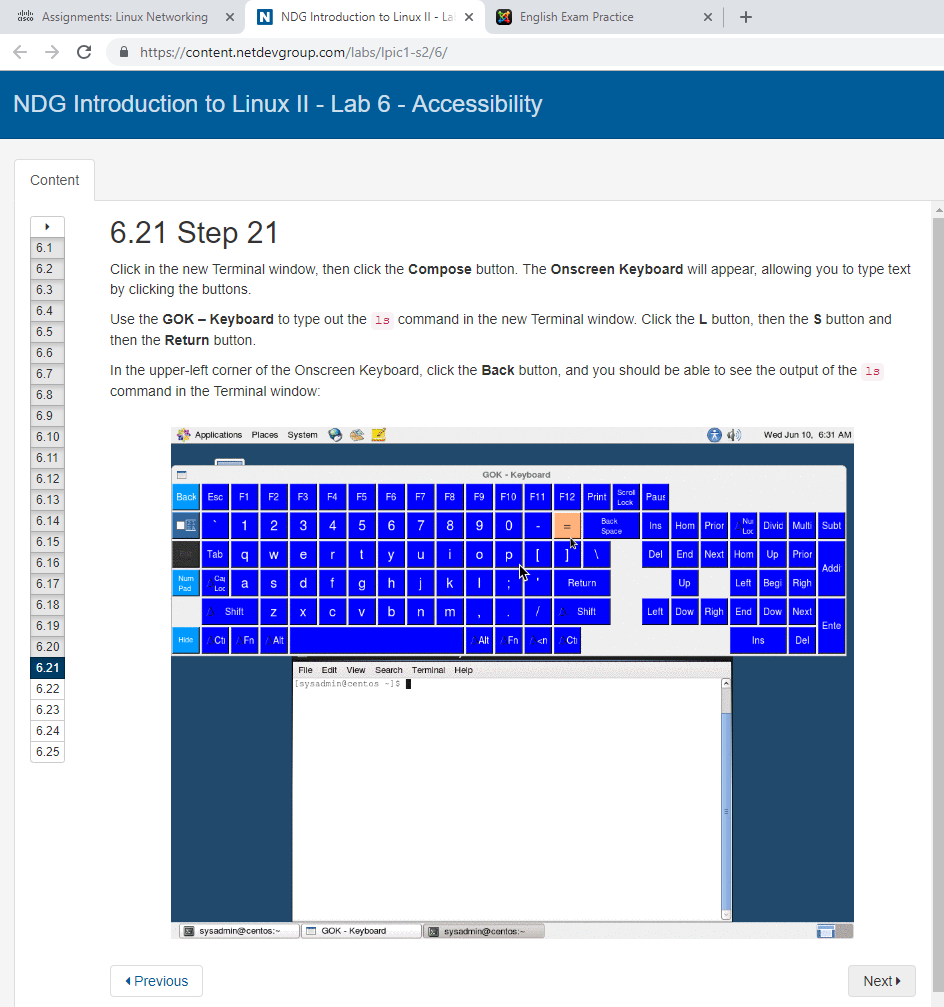 Assignments: Linux Networking
NDG Introduction to Linux II - La
English Exam Practice
https://content.netdevgroup.com/labs/lpic1-s2/6/
NDG Introduction to Linux II - Lab 6 - Accessibility
Content
6.1
6.2
6.3
6.4
6.5
6.6
6.7
6.8
6.9
6.10
6.11
6.12
6.13
6.14
6.15
6.16
6.17
6.18
6.19
6.20
6.21
6.22
6.23
6.24
6.25
6.21 Step 21
Click in the new Terminal window, then click the Compose button. The Onscreen Keyboard will appear, allowing you to type text
by clicking the buttons.
Use the GOK – Keyboard to type out the ls command in the new Terminal window. Click the L button, then the S button and
then the Return button.
In the upper-left corner of the Onscreen Keyboard, click the Back button, and you should be able to see the output of the ls
command in the Terminal window:
Applications Places System Wed Jun 10, 6:31 AM
GOK - Keyboard
Back Esc F1 F2 F3 F4 F5 F6 F7 F8 F9 F10 F11 F12 Print Scroll Lock Paus
` 1 2 3 4 5 6 7 8 9 0 - = Back Space Ins Hom Prior Nur Loc Divid Multi Subt
Tab q w e r t y u i o p [ ] \ Del End Next Hom Up Prior Addi
Num Pad Cap Loc a s d f g h j k l ; ' Return Up Left Begi Righ
Shift z x c v b n m , . / Shift Left Dow Righ End Dow Next Ente
Hide Ctr Fn Alt Alt Fn <n Ctr Ins Del
File Edit View Search Terminal Help
[sysadmin@centos ~]$
sysadmin@centos:~ GOK - Keyboard sysadmin@centos:~
Previous
Next